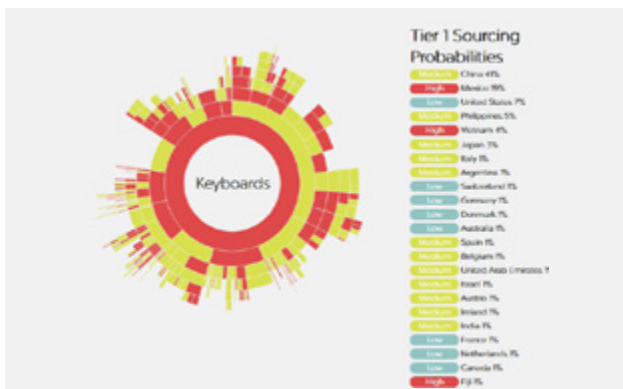 Keyboards
Tier 1 Sourcing
Probabilities
Medium China 41%
High Mexico 19%
Low United States 7%
Medium Philippines 5%
High Vietnam 4%
Medium Japan 3%
Medium Italy 1%
Medium Argentina 1%
Low Switzerland 1%
Low Germany 1%
Low Denmark 1%
Low Australia 1%
Medium Spain 1%
Medium Belgium 1%
Medium United Arab Emirates
Medium Israel 1%
Medium Austria 1%
Medium Ireland 1%
Medium India 1%
Low France 1%
Low Netherlands 1%
Low Canada 1%
High Fiji 1%